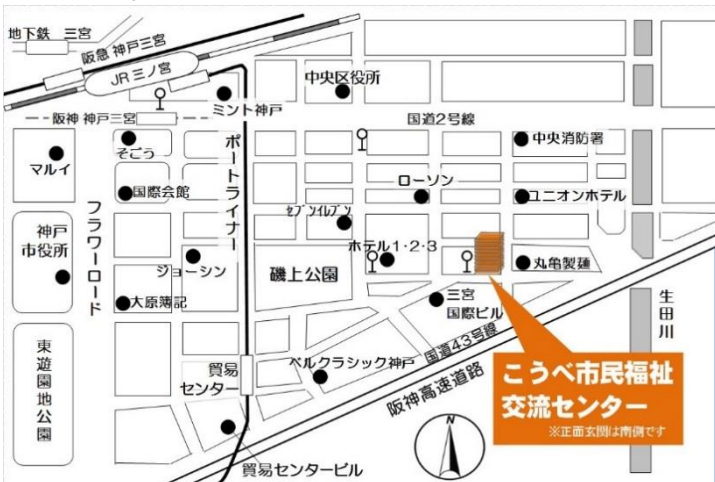 地下鉄 三宮
阪急 神戸三宮
JR三ノ宮
中央区役所
ミント神戸
阪神 神戸三宮
国道2号線
そごう
中央消防署
マルイ
ポートライナー
ローソン
国際会館
ユニオンホテル
フラワーロード
セブンイレブン
神戸
市役所
ホテル1・2・3
丸亀製麺
ジョーシン
磯上公園
大原簿記
三宮
国際ビル
生田川
国道43号線
東遊園地公園
貿易
センター
ベルクラシック神戸
阪神高速道路
こうべ市民福祉
交流センター
※正面玄関は南側です
N
貿易センタービル